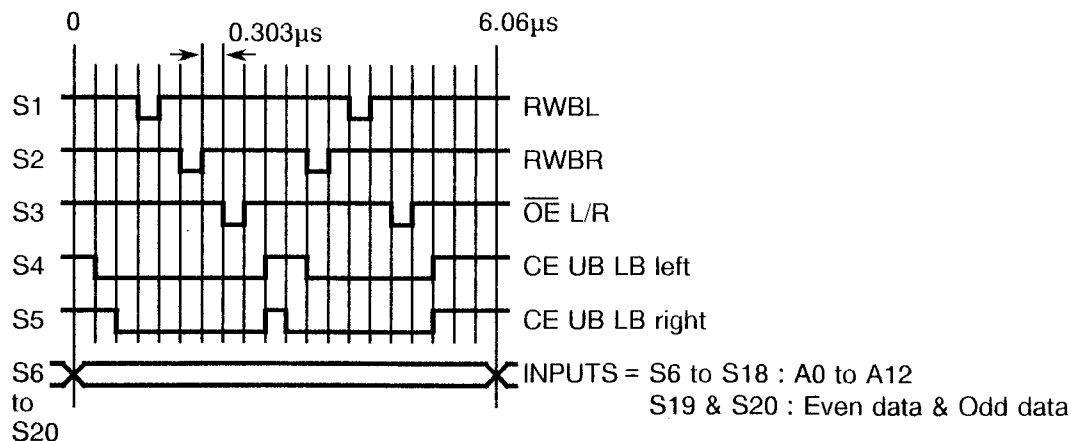 0 6.06µs
0.303µs
S1 RWBL
S2 RWBR
S3 O̅E̅ L/R
S4 CE UB LB left
S5 CE UB LB right
S6 INPUTS = S6 to S18 : A0 to A12
to S19 & S20 : Even data & Odd data
S20